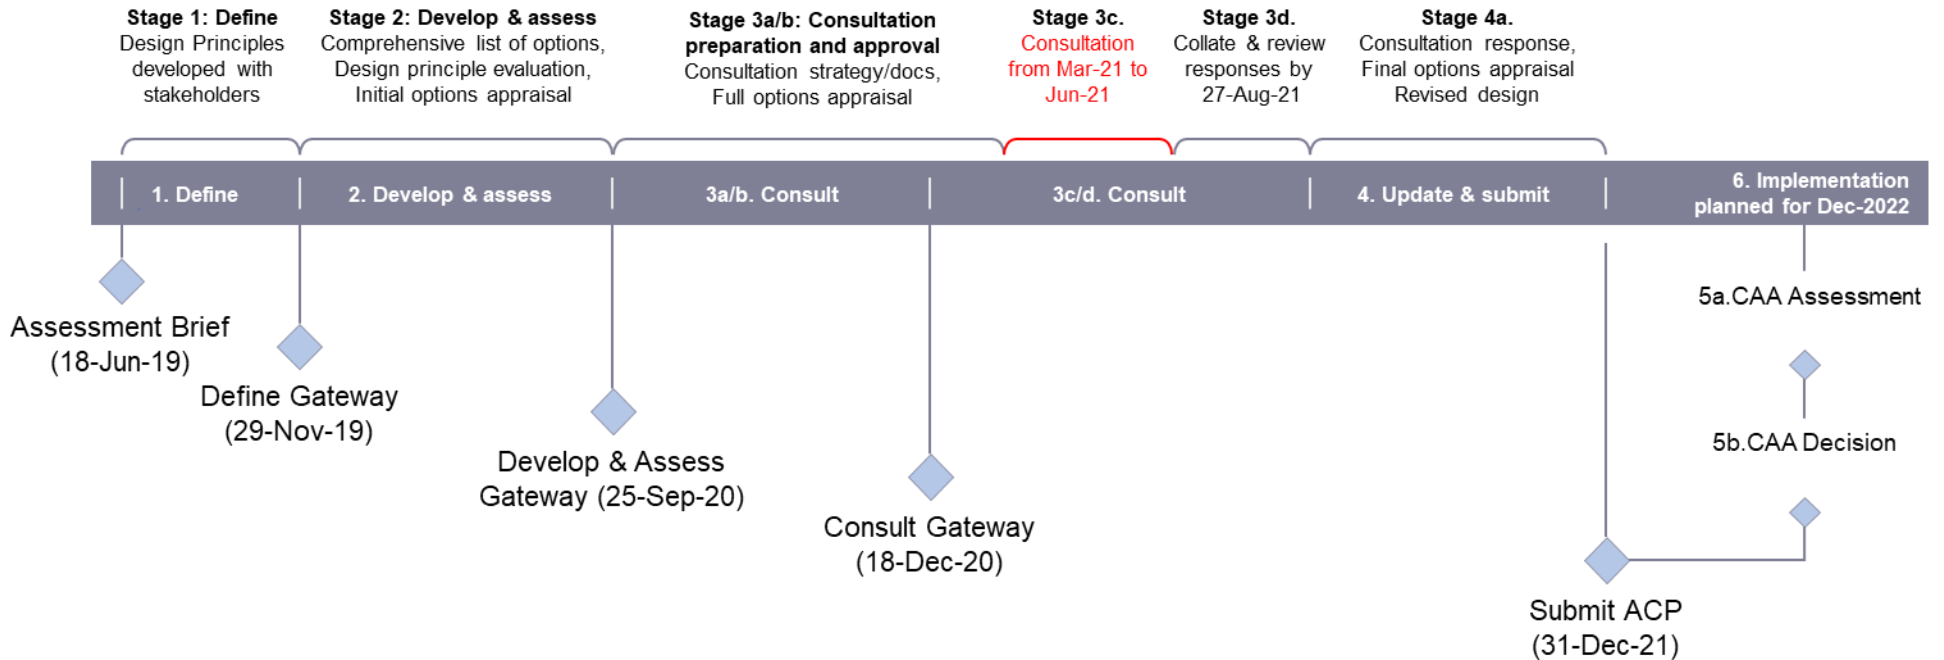 Stage 1: Define
Design Principles
developed with
stakeholders
Stage 2: Develop & assess
Comprehensive list of options,
Design principle evaluation,
Initial options appraisal
Stage 3a/b: Consultation
preparation and approval
Consultation strategy/docs,
Full options appraisal
Stage 3c.
Consultation
from Mar-21 to
Jun-21
Stage 3d.
Collate & review
responses by
27-Aug-21
Stage 4a.
Consultation response,
Final options appraisal
Revised design
1. Define
2. Develop & assess
3a/b. Consult
3c/d. Consult
4. Update & submit
6. Implementation
planned for Dec-2022
Assessment Brief
(18-Jun-19)
Define Gateway
(29-Nov-19)
Develop & Assess
Gateway (25-Sep-20)
Consult Gateway
(18-Dec-20)
Submit ACP
(31-Dec-21)
5a.CAA Assessment
5b.CAA Decision